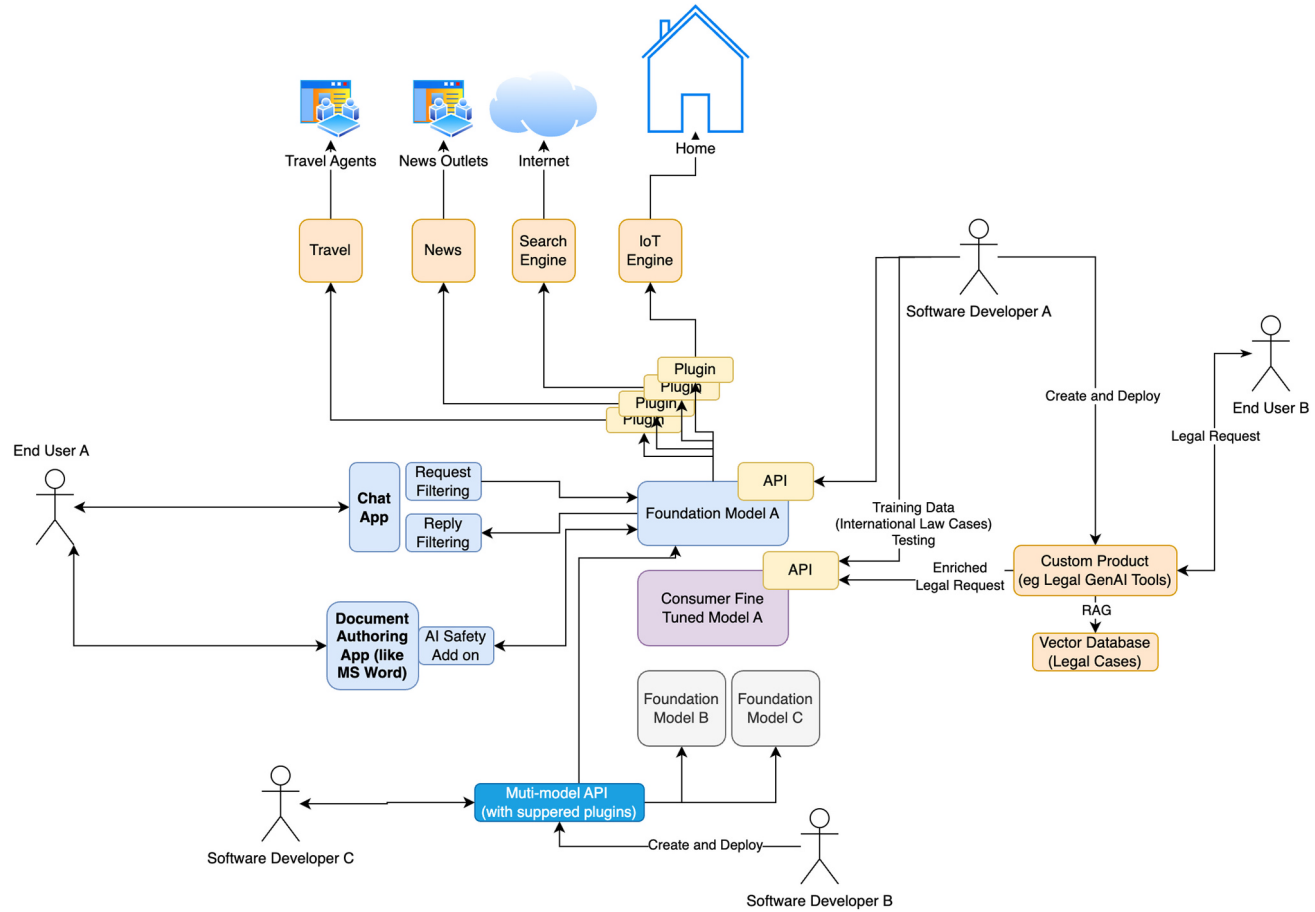 Travel Agents
News Outlets
Internet
Home
Travel
News
Search
Engine
IoT
Engine
Software Developer A
Plugin
Plugin
Plugin
Plugin
Create and Deploy
End User B
Legal Request
End User A
Chat
App
Request
Filtering
Reply
Filtering
API
Foundation Model A
Training Data
(International Law Cases)
Testing
API
Enriched
Legal Request
Custom Product
(eg Legal GenAI Tools)
Consumer Fine
Tuned Model A
RAG
Vector Database
(Legal Cases)
Document
Authoring
App (like
MS Word)
AI Safety
Add on
Foundation
Model B
Foundation
Model C
Muti-model API
(with suppered plugins)
Software Developer C
Create and Deploy
Software Developer B